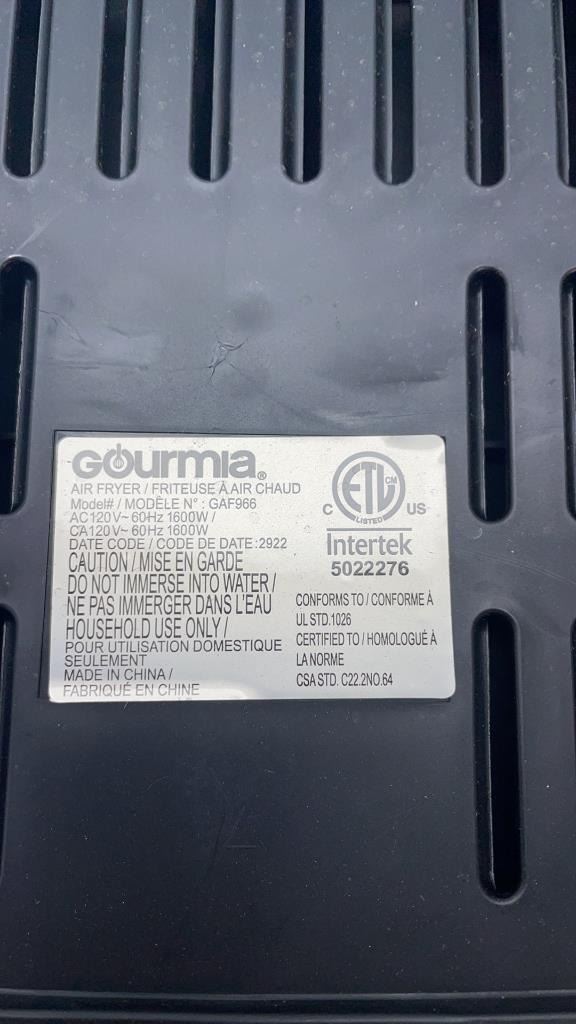 Gourmia®
AIR FRYER / FRITEUSE À AIR CHAUD
Model# / MODÈLE N° : GAF966
AC120V~ 60Hz 1600W /
CA120V~ 60Hz 1600W
DATE CODE / CODE DE DATE:2922
CAUTION / MISE EN GARDE
DO NOT IMMERSE INTO WATER /
NE PAS IMMERGER DANS L'EAU
HOUSEHOLD USE ONLY /
POUR UTILISATION DOMESTIQUE
SEULEMENT
MADE IN CHINA /
FABRIQUÉ EN CHINE
ETL CM
LISTED
C US
Intertek
5022276
CONFORMS TO / CONFORME À
UL STD.1026
CERTIFIED TO / HOMOLOGUÈ À
LA NORME
CSA STD. C22.2NO.64